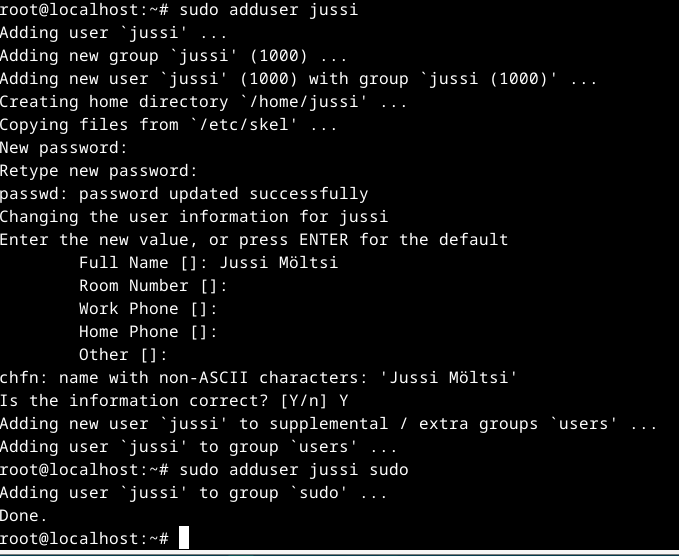 root@localhost:~# sudo adduser jussi
Adding user `jussi' ...
Adding new group `jussi' (1000) ...
Adding new user `jussi' (1000) with group `jussi (1000)' ...
Creating home directory `/home/jussi' ...
Copying files from `/etc/skel' ...
New password:
Retype new password:
passwd: password updated successfully
Changing the user information for jussi
Enter the new value, or press ENTER for the default
        Full Name []: Jussi Möltsi
        Room Number []:
        Work Phone []:
        Home Phone []:
        Other []:
chfn: name with non-ASCII characters: 'Jussi Möltsi'
Is the information correct? [Y/n] Y
Adding new user `jussi' to supplemental / extra groups `users' ...
Adding user `jussi' to group `users' ...
root@localhost:~# sudo adduser jussi sudo
Adding user `jussi' to group `sudo' ...
Done.
root@localhost:~#